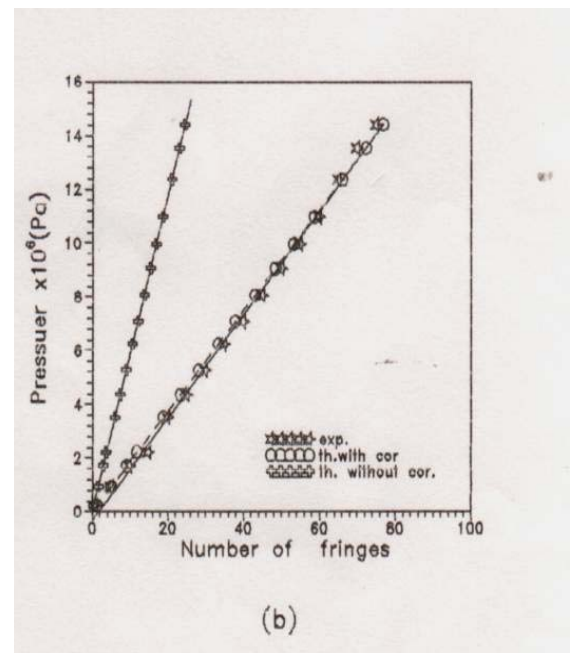 16
14
12
10
8
6
4
2
0
Pressuer x10⁶(Pa)
exp.
th.with cor
th. without cor.
0 20 40 60 80 100
Number of fringes
(b)